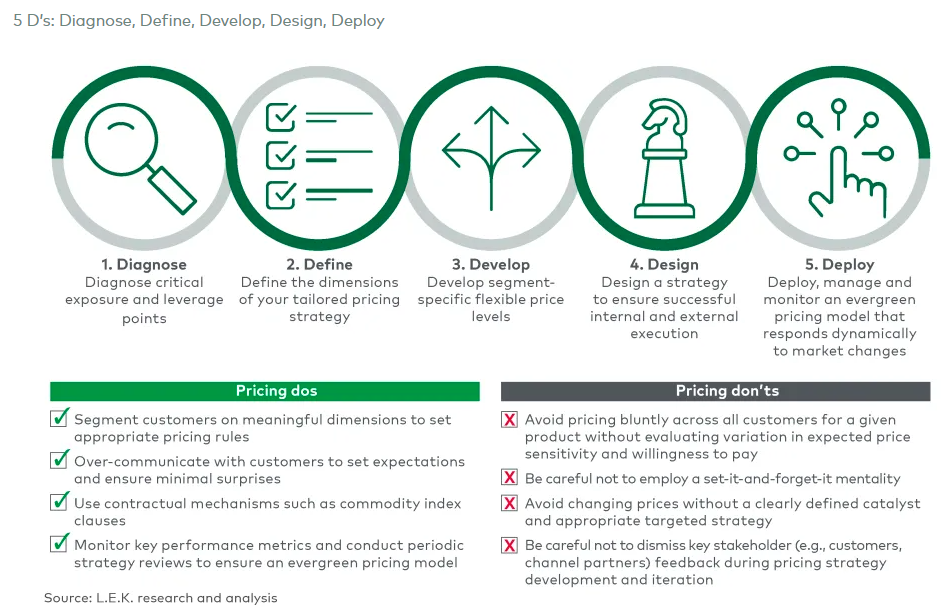 5 D's: Diagnose, Define, Develop, Design, Deploy
1. Diagnose
Diagnose critical
exposure and leverage
points
2. Define
Define the dimensions
of your tailored pricing
strategy
3. Develop
Develop segment-
specific flexible price
levels
4. Design
Design a strategy
to ensure successful
internal and external
execution
5. Deploy
Deploy, manage and
monitor an evergreen
pricing model that
responds dynamically
to market changes
Pricing dos
Segment customers on meaningful dimensions to set
appropriate pricing rules
Over-communicate with customers to set expectations
and ensure minimal surprises
Use contractual mechanisms such as commodity index
clauses
Monitor key performance metrics and conduct periodic
strategy reviews to ensure an evergreen pricing model
Pricing don'ts
Avoid pricing bluntly across all customers for a given
product without evaluating variation in expected price
sensitivity and willingness to pay
Be careful not to employ a set-it-and-forget-it mentality
Avoid changing prices without a clearly defined catalyst
and appropriate targeted strategy
Be careful not to dismiss key stakeholder (e.g., customers,
channel partners) feedback during pricing strategy
development and iteration
Source: L.E.K. research and analysis